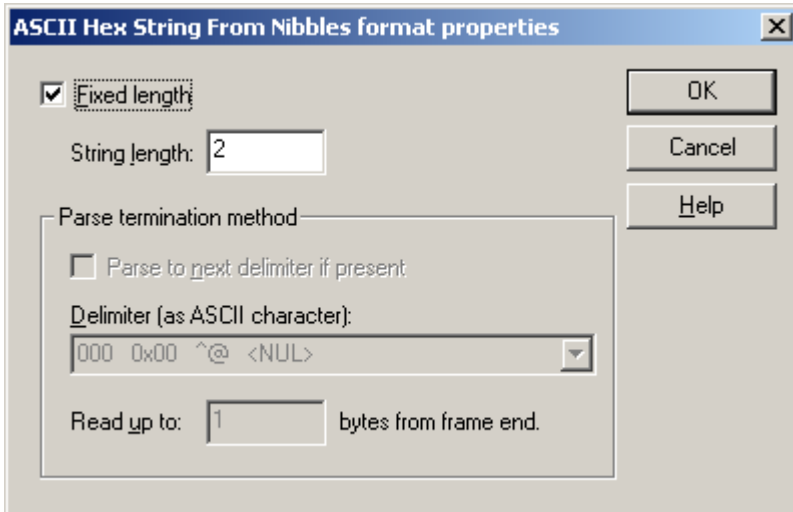 ASCII Hex String From Nibbles format properties
Fixed length
OK
String length: 2
Cancel
Help
Parse termination method
Parse to next delimiter if present
Delimiter (as ASCII character):
000 0x00 ^@ <NUL>
Read up to: 1 bytes from frame end.